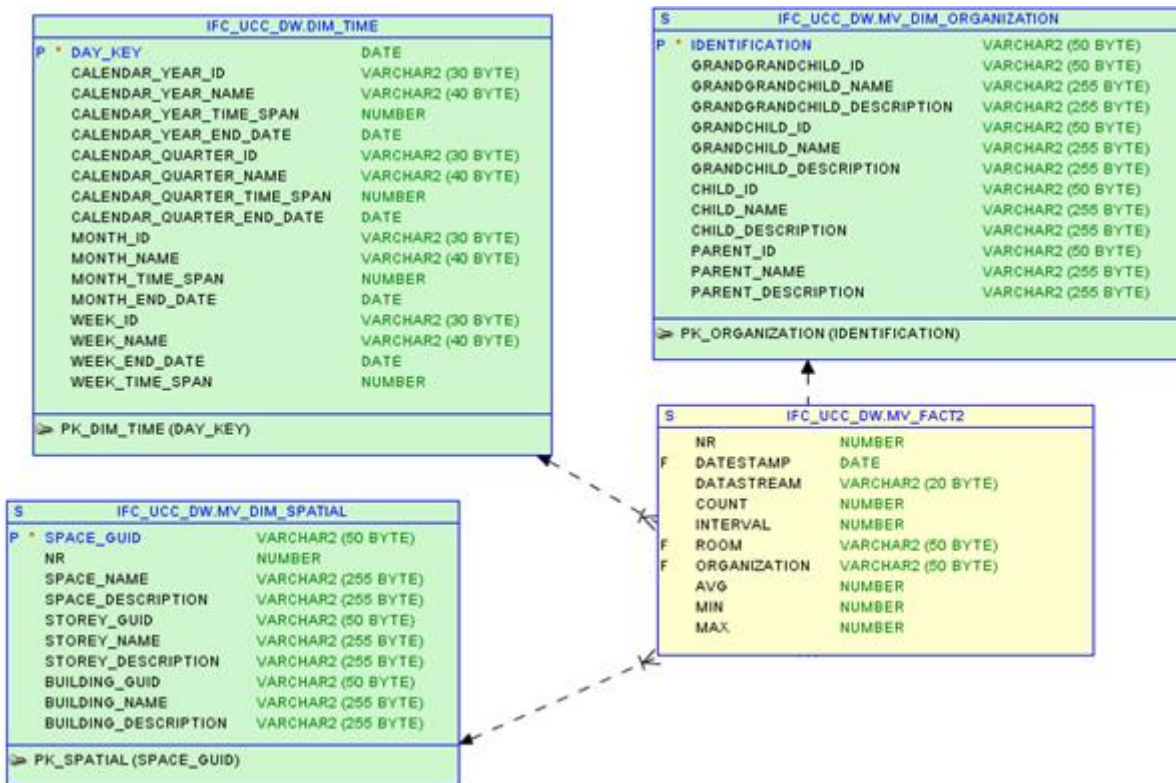 IFC_UCC_DW.DIM_TIME
P * DAY_KEY DATE
CALENDAR_YEAR_ID VARCHAR2 (30 BYTE)
CALENDAR_YEAR_NAME VARCHAR2 (40 BYTE)
CALENDAR_YEAR_TIME_SPAN NUMBER
CALENDAR_YEAR_END_DATE DATE
CALENDAR_QUARTER_ID VARCHAR2 (30 BYTE)
CALENDAR_QUARTER_NAME VARCHAR2 (40 BYTE)
CALENDAR_QUARTER_TIME_SPAN NUMBER
CALENDAR_QUARTER_END_DATE DATE
MONTH_ID VARCHAR2 (30 BYTE)
MONTH_NAME VARCHAR2 (40 BYTE)
MONTH_TIME_SPAN NUMBER
MONTH_END_DATE DATE
WEEK_ID VARCHAR2 (30 BYTE)
WEEK_NAME VARCHAR2 (40 BYTE)
WEEK_END_DATE DATE
WEEK_TIME_SPAN NUMBER
PK_DIM_TIME (DAY_KEY)
S IFC_UCC_DW.MV_DIM_ORGANIZATION
P * IDENTIFICATION VARCHAR2 (50 BYTE)
GRANDGRANDCHILD_ID VARCHAR2 (50 BYTE)
GRANDGRANDCHILD_NAME VARCHAR2 (255 BYTE)
GRANDGRANDCHILD_DESCRIPTION VARCHAR2 (255 BYTE)
GRANDCHILD_ID VARCHAR2 (50 BYTE)
GRANDCHILD_NAME VARCHAR2 (255 BYTE)
GRANDCHILD_DESCRIPTION VARCHAR2 (255 BYTE)
CHILD_ID VARCHAR2 (50 BYTE)
CHILD_NAME VARCHAR2 (255 BYTE)
CHILD_DESCRIPTION VARCHAR2 (255 BYTE)
PARENT_ID VARCHAR2 (50 BYTE)
PARENT_NAME VARCHAR2 (255 BYTE)
PARENT_DESCRIPTION VARCHAR2 (255 BYTE)
PK_ORGANIZATION (IDENTIFICATION)
S IFC_UCC_DW.MV_FACT2
NR NUMBER
F DATESTAMP DATE
DATASTREAM VARCHAR2 (20 BYTE)
COUNT NUMBER
INTERVAL NUMBER
F ROOM VARCHAR2 (50 BYTE)
F ORGANIZATION VARCHAR2 (50 BYTE)
AVG NUMBER
MIN NUMBER
MAX NUMBER
S IFC_UCC_DW.MV_DIM_SPATIAL
P * SPACE_GUID VARCHAR2 (50 BYTE)
NR NUMBER
SPACE_NAME VARCHAR2 (255 BYTE)
SPACE_DESCRIPTION VARCHAR2 (255 BYTE)
STOREY_GUID VARCHAR2 (50 BYTE)
STOREY_NAME VARCHAR2 (255 BYTE)
STOREY_DESCRIPTION VARCHAR2 (255 BYTE)
BUILDING_GUID VARCHAR2 (50 BYTE)
BUILDING_NAME VARCHAR2 (255 BYTE)
BUILDING_DESCRIPTION VARCHAR2 (255 BYTE)
PK_SPATIAL (SPACE_GUID)